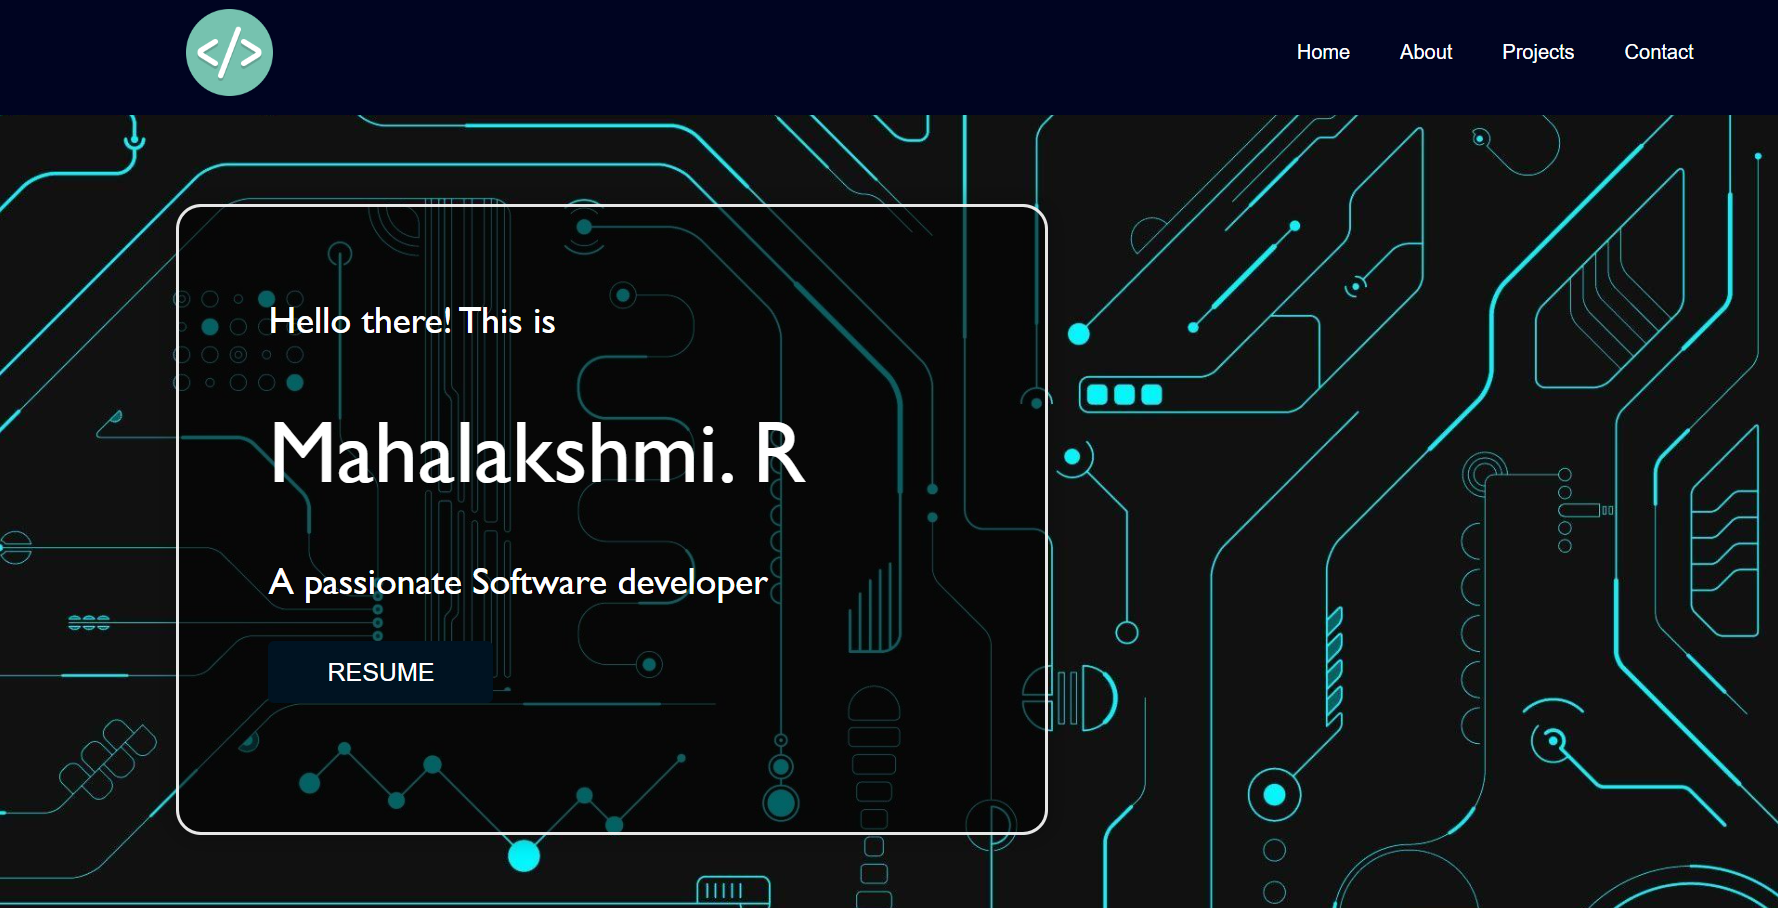 </>
Home About Projects Contact
Hello there! This is
Mahalakshmi. R
A passionate Software developer
RESUME